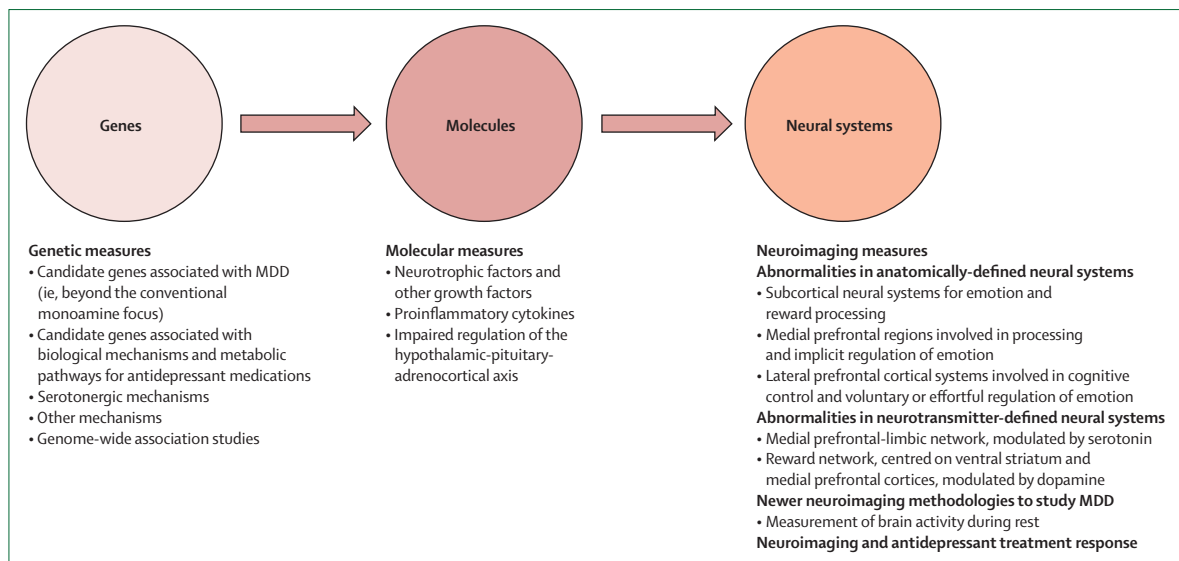 Genes
Molecules
Neural systems
Genetic measures
• Candidate genes associated with MDD
(ie, beyond the conventional
monoamine focus)
• Candidate genes associated with
biological mechanisms and metabolic
pathways for antidepressant medications
• Serotonergic mechanisms
• Other mechanisms
• Genome-wide association studies
Molecular measures
• Neurotrophic factors and
other growth factors
• Proinflammatory cytokines
• Impaired regulation of the
hypothalamic-pituitary-
adrenocortical axis
Neuroimaging measures
Abnormalities in anatomically-defined neural systems
• Subcortical neural systems for emotion and
reward processing
• Medial prefrontal regions involved in processing
and implicit regulation of emotion
• Lateral prefrontal cortical systems involved in cognitive
control and voluntary or effortful regulation of emotion
Abnormalities in neurotransmitter-defined neural systems
• Medial prefrontal-limbic network, modulated by serotonin
• Reward network, centred on ventral striatum and
medial prefrontal cortices, modulated by dopamine
Newer neuroimaging methodologies to study MDD
• Measurement of brain activity during rest
Neuroimaging and antidepressant treatment response